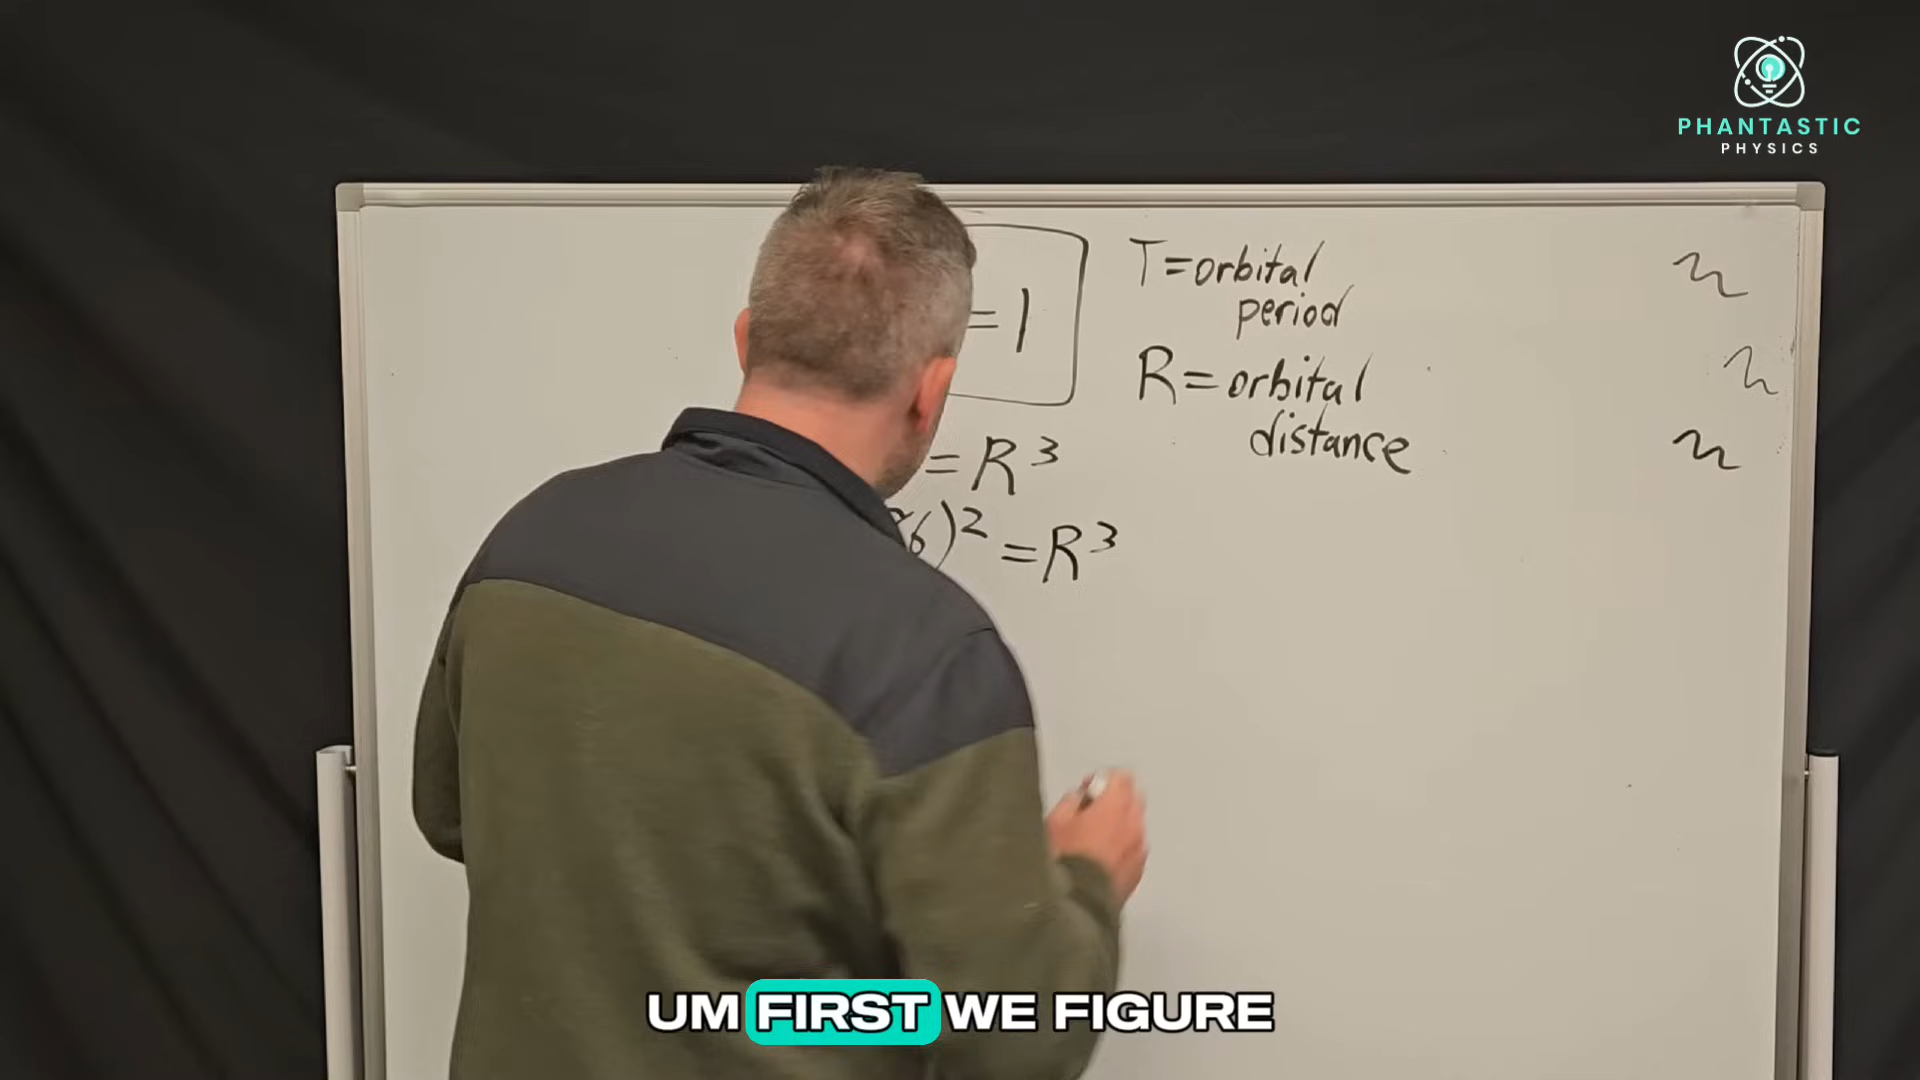 PHANTASTIC
PHYSICS
= 1
T = orbital
period
R = orbital
distance
= R³
6)² = R³
UM FIRST WE FIGURE